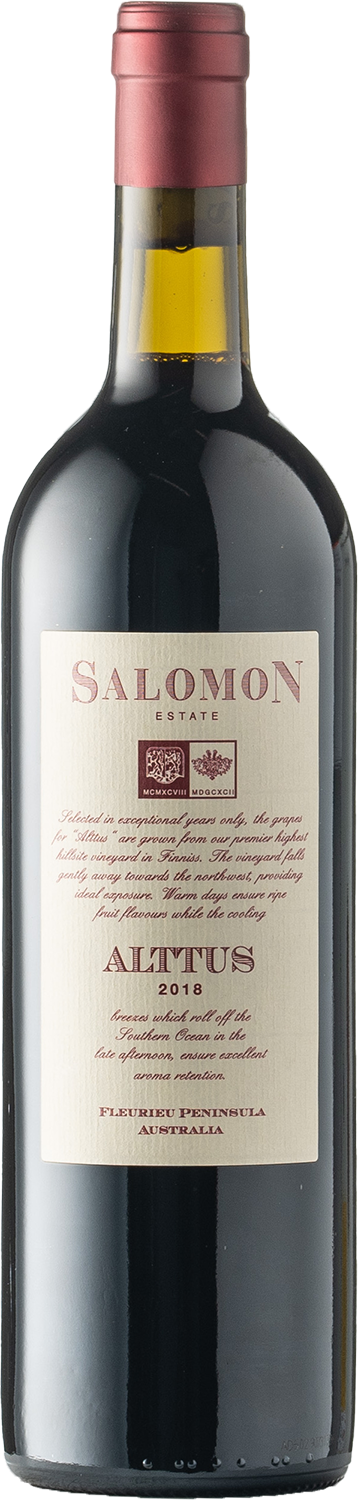 SALOMON
ESTATE
MCMXCVIII MDGCXCII
Selected in exceptional years only, the grapes
for "Alttus" are grown from our premier highest
hillsite vineyard in Finniss. The vineyard falls
gently away towards the north-west, providing
ideal exposure. Warm days ensure ripe
fruit flavours while the cooling
ALTTUS
2018
breezes which roll off the
Southern Ocean in the
late afternoon, ensure excellent
aroma retention.
FLEURIEU PENINSULA
AUSTRALIA